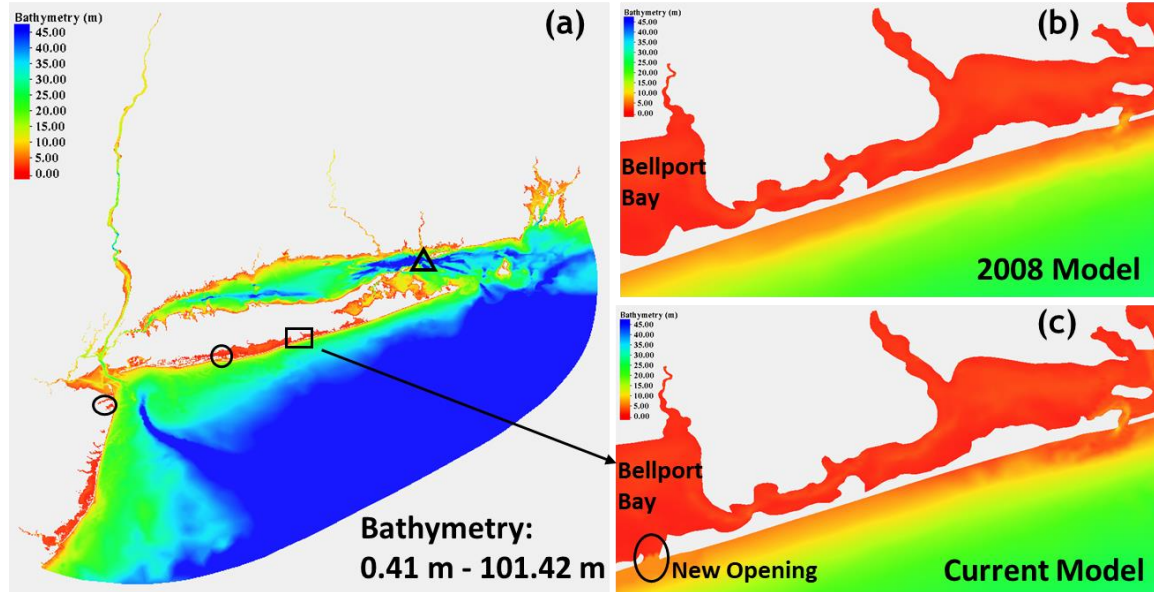 Bathymetry (m)
45.00
40.00
35.00
30.00
25.00
20.00
15.00
10.00
5.00
0.00
(a)
Bathymetry:
0.41 m - 101.42 m
Bathymetry (m)
45.00
40.00
35.00
30.00
25.00
20.00
15.00
10.00
5.00
0.00
(b)
Bellport
Bay
2008 Model
Bathymetry (m)
45.00
40.00
35.00
30.00
25.00
20.00
15.00
10.00
5.00
0.00
(c)
Bellport
Bay
New Opening
Current Model